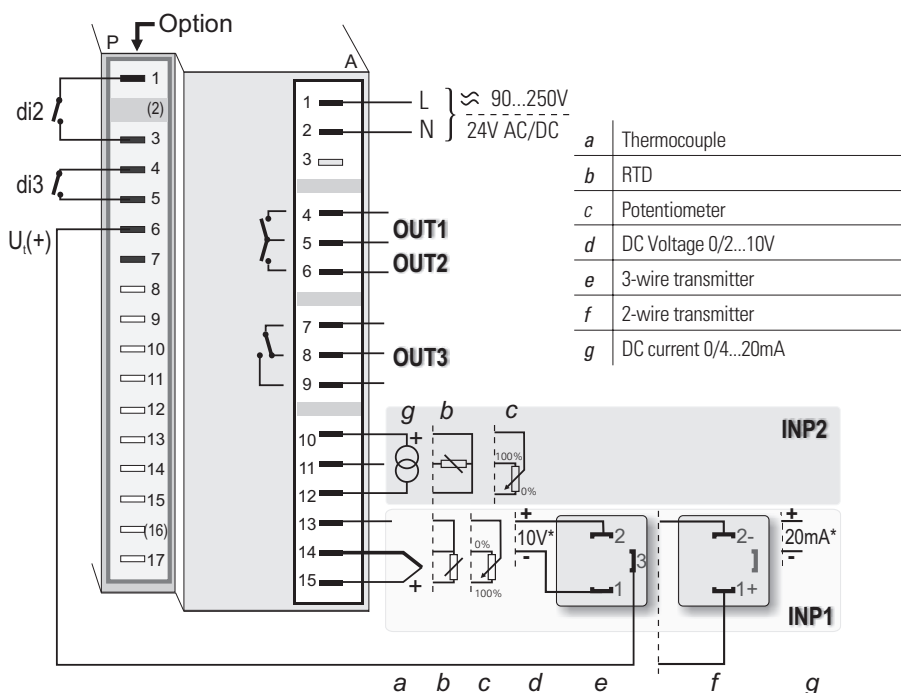 Option
P
A
1
(2)
3
4
5
6
7
8
9
10
11
12
13
14
15
(16)
17
di2
di3
Ut(+)
1
2
3
4
5
6
7
8
9
10
11
12
13
14
15
L
N
≂ 90...250V
24V AC/DC
OUT1
OUT2
OUT3
a Thermocouple
b RTD
c Potentiometer
d DC Voltage 0/2...10V
e 3-wire transmitter
f 2-wire transmitter
g DC current 0/4...20mA
g b c
INP2
+
100%
0%
+
0%
100%
+
10V*
-
2
3
1
2-
1+
+
20mA*
-
INP1
a b c d e f g